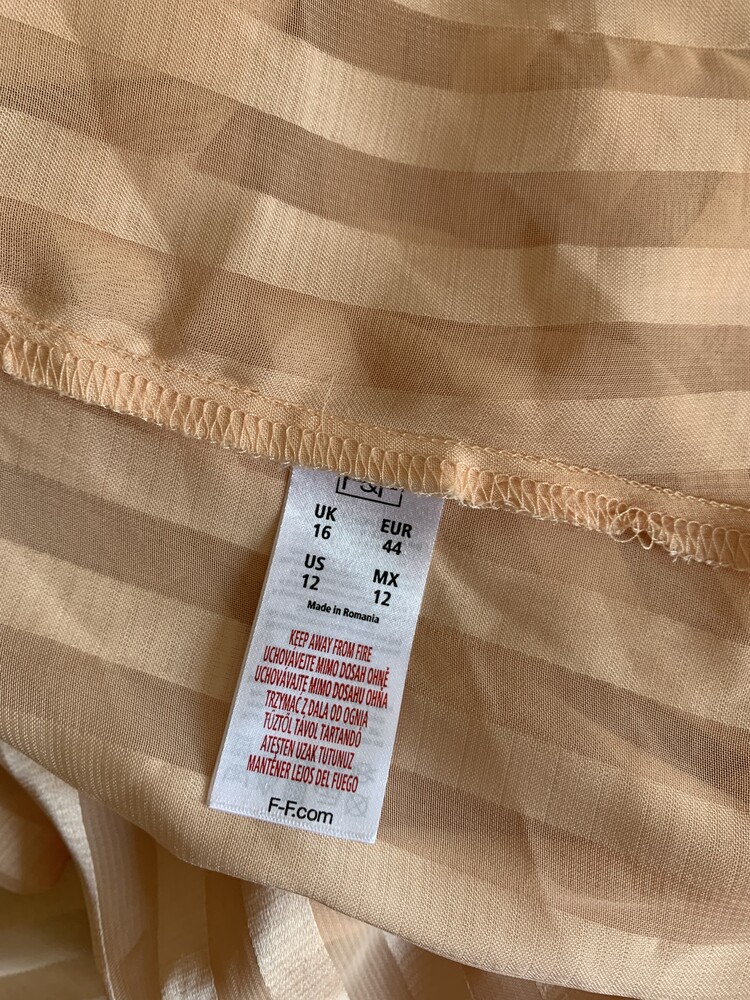 F&F
UK EUR
16 44
US MX
12 12
Made in Romania
KEEP AWAY FROM FIRE
UCHOVÁVEJTE MIMO DOSAH OHNĚ
UCHOVÁVAJTE MIMO DOSAHU OHŇA
TRZYMAĆ Z DALA OD OGNIA
TŰZTŐL TÁVOL TARTANDÓ
ATEŞTEN UZAK TUTUNUZ
MANTENER LEJOS DEL FUEGO
F-F.com